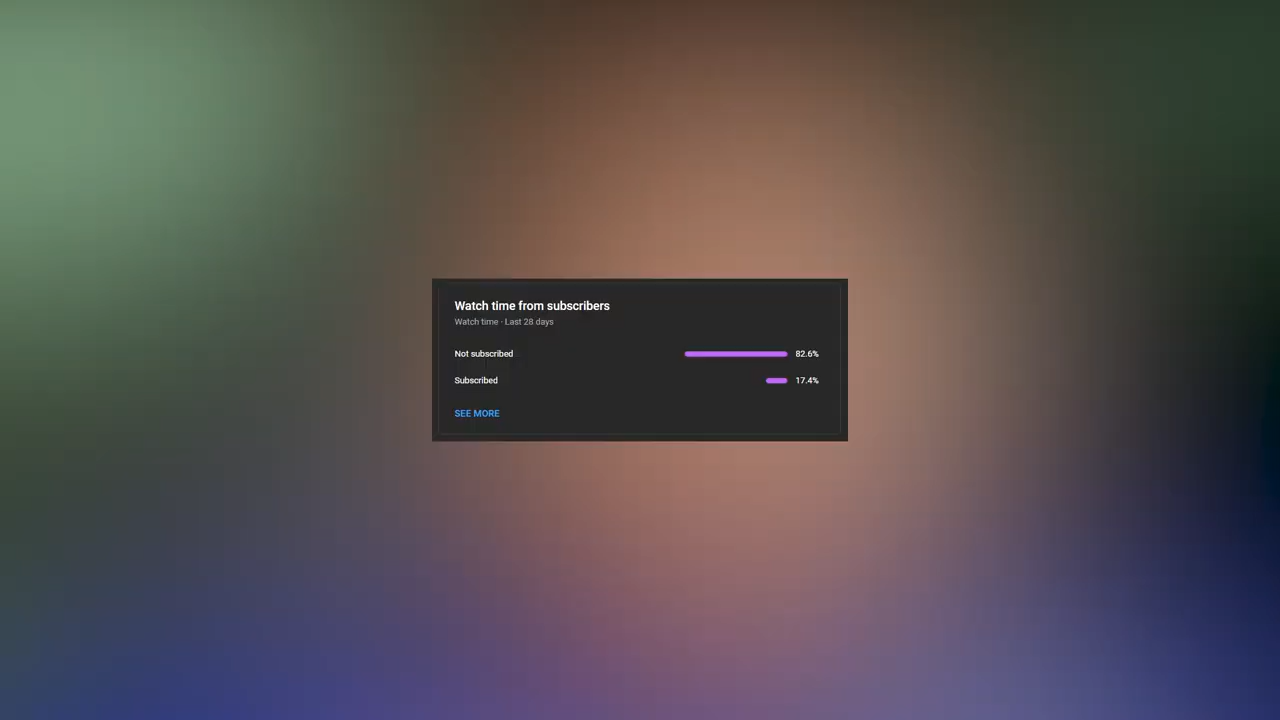 Watch time from subscribers
Watch time · Last 28 days
Not subscribed 82.6%
Subscribed 17.4%
SEE MORE